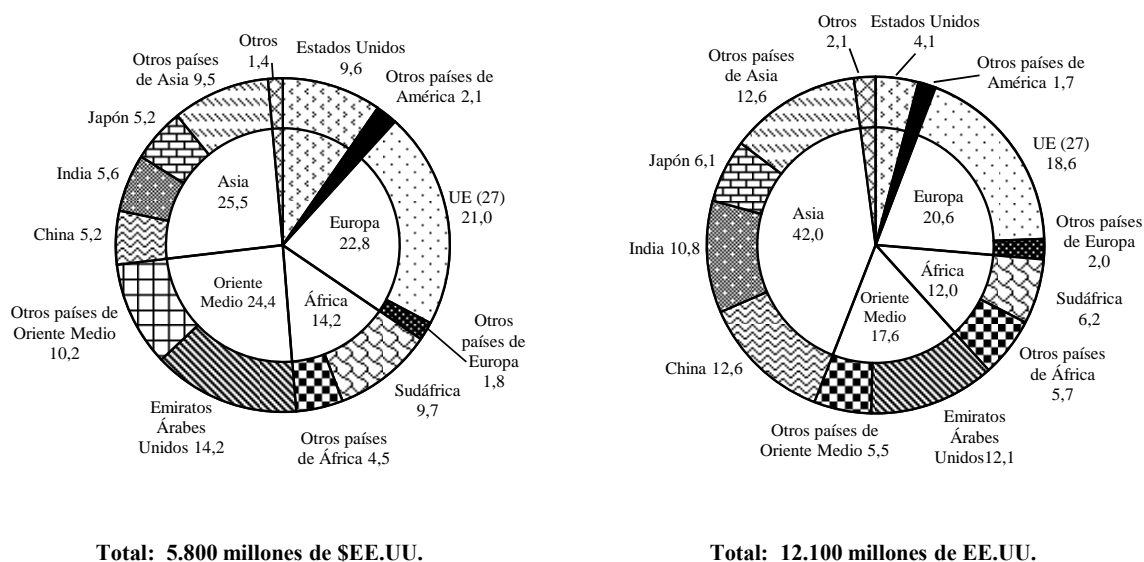 Otros
1,4
Estados Unidos
9,6
Otros países de
América 2,1
UE (27)
21,0
Otros
países de
Europa
1,8
Sudáfrica
9,7
Otros países
de África 4,5
Emiratos
Árabes
Unidos 14,2
Otros países de
Oriente Medio
10,2
China 5,2
India 5,6
Japón 5,2
Otros países
de Asia 9,5
Asia
25,5
Europa
22,8
África
14,2
Oriente
Medio 24,4
Total: 5.800 millones de $EE.UU.
Otros
2,1
Estados Unidos
4,1
Otros países de
América 1,7
UE (27)
18,6
Otros países
de Europa
2,0
Sudáfrica
6,2
Otros países
de África
5,7
Emiratos
Árabes
Unidos12,1
Otros países de
Oriente Medio 5,5
China 12,6
India 10,8
Japón 6,1
Otros países
de Asia
12,6
Asia
42,0
Europa
20,6
África
12,0
Oriente
Medio
17,6
Total: 12.100 millones de EE.UU.